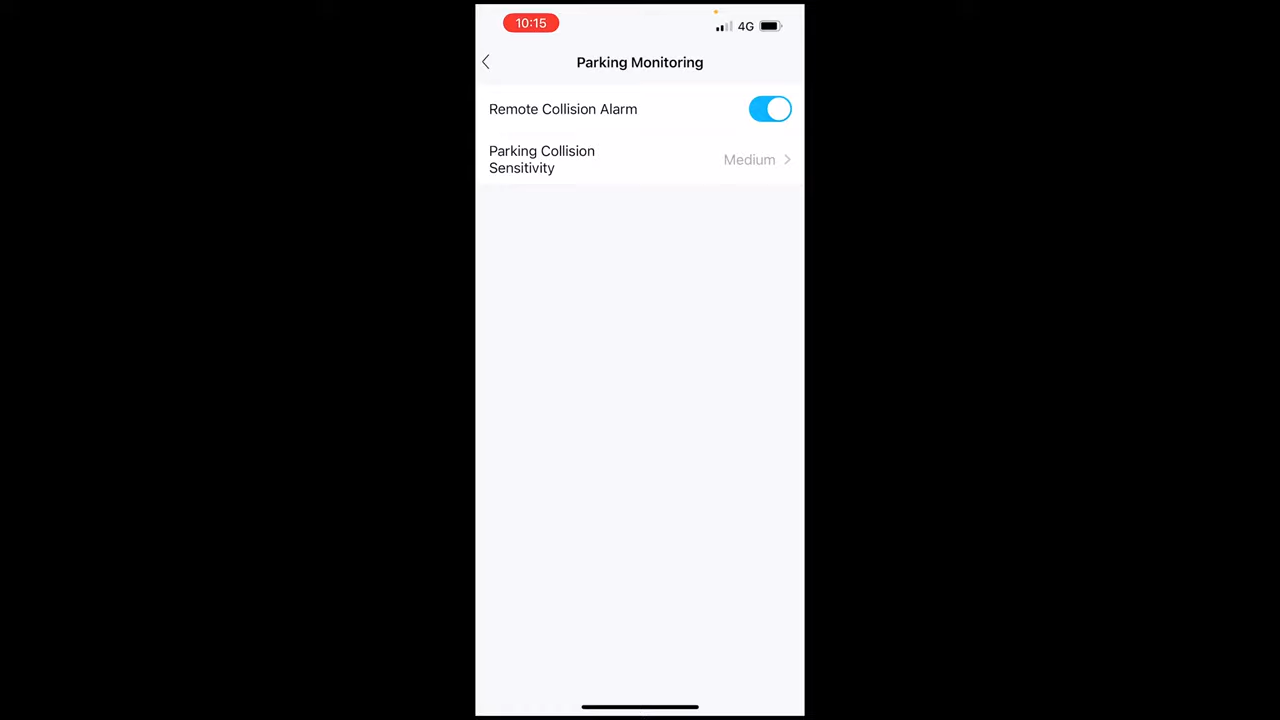 10:15
4G
Parking Monitoring
Remote Collision Alarm
Parking Collision
Sensitivity
Medium